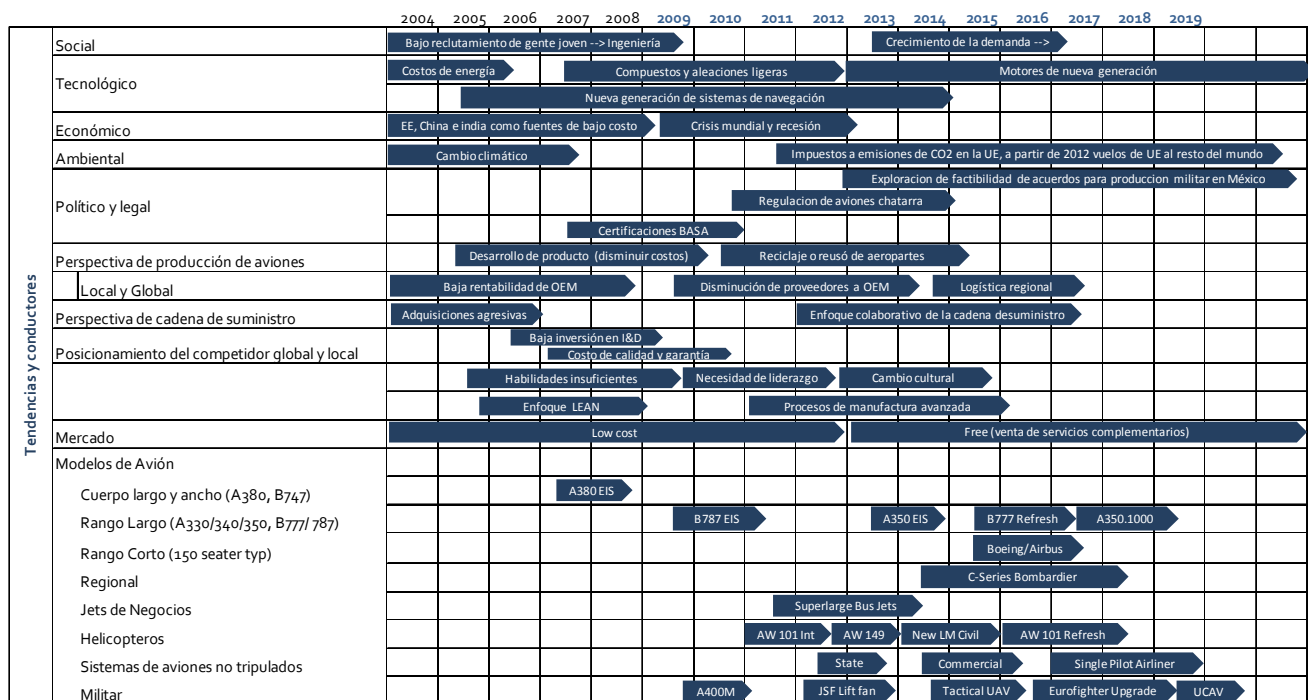 2004 2005 2006 2007 2008 2009 2010 2011 2012 2013 2014 2015 2016 2017 2018 2019
Tendencias y conductores
Social
Bajo reclutamiento de gente joven --> Ingeniería
Crecimiento de la demanda -->
Tecnológico
Costos de energía
Compuestos y aleaciones ligeras
Motores de nueva generación
Nueva generación de sistemas de navegación
Económico
EE, China e india como fuentes de bajo costo
Crisis mundial y recesión
Ambiental
Cambio climático
Impuestos a emisiones de CO2 en la UE, a partir de 2012 vuelos de UE al resto del mundo
Político y legal
Exploracion de factibilidad de acuerdos para produccion militar en México
Regulacion de aviones chatarra
Certificaciones BASA
Perspectiva de producción de aviones
Desarrollo de producto (disminuir costos)
Reciclaje o reusó de aeropartes
Local y Global
Baja rentabilidad de OEM
Disminución de proveedores a OEM
Logística regional
Perspectiva de cadena de suministro
Adquisiciones agresivas
Enfoque colaborativo de la cadena desuministro
Posicionamiento del competidor global y local
Baja inversión en I&D
Costo de calidad y garantía
Habilidades insuficientes
Necesidad de liderazgo
Cambio cultural
Enfoque LEAN
Procesos de manufactura avanzada
Mercado
Low cost
Free (venta de servicios complementarios)
Modelos de Avión
Cuerpo largo y ancho (A380, B747)
A380 EIS
Rango Largo (A330/340/350, B777/ 787)
B787 EIS
A350 EIS
B777 Refresh
A350.1000
Rango Corto (150 seater typ)
Boeing/Airbus
Regional
C-Series Bombardier
Jets de Negocios
Superlarge Bus Jets
Helicopteros
AW 101 Int
AW 149
New LM Civil
AW 101 Refresh
Sistemas de aviones no tripulados
State
Commercial
Single Pilot Airliner
Militar
A400M
JSF Lift fan
Tactical UAV
Eurofighter Upgrade
UCAV